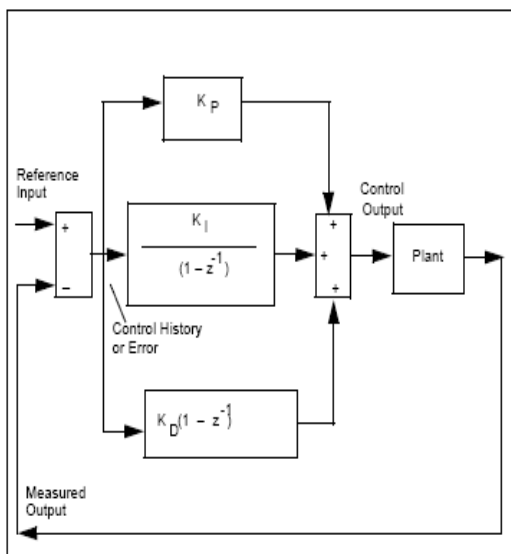 K P
Reference
Input
+
−
K I
(1 – z-1)
Control History
or Error
+
+
+
Control
Output
Plant
K D(1 – z-1
Measured
Output